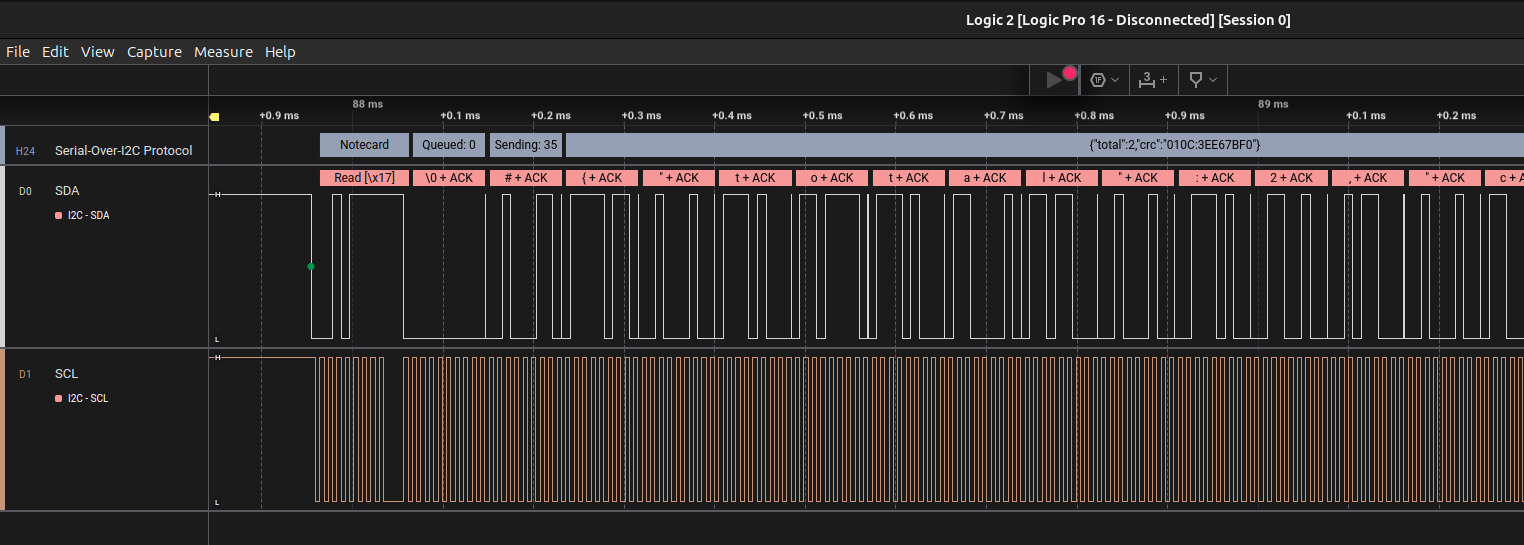 Logic 2 [Logic Pro 16 - Disconnected] [Session 0]
File Edit View Capture Measure Help
1F 3 +
88 ms 89 ms
+0.9 ms +0.1 ms +0.2 ms +0.3 ms +0.4 ms +0.5 ms +0.6 ms +0.7 ms +0.8 ms +0.9 ms +0.1 ms +0.2 ms
H24 Serial-Over-I2C Protocol Notecard Queued: 0 Sending: 35 {"total":2,"crc":"010C:3EE67BF0"}
Read [\x17] \0 + ACK # + ACK { + ACK " + ACK t + ACK o + ACK t + ACK a + ACK l + ACK " + ACK : + ACK 2 + ACK , + ACK " + ACK c + A
D0 SDA H
I2C - SDA
L
D1 SCL H
I2C - SCL
L